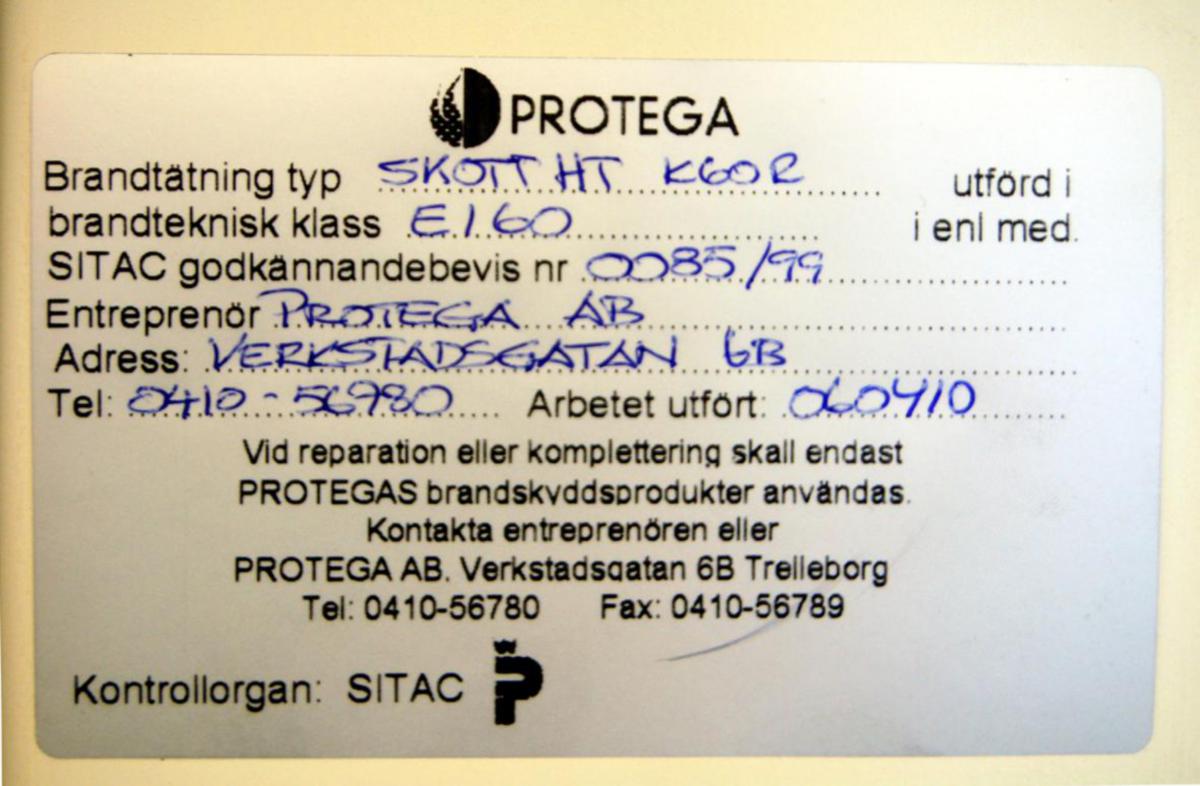 PROTEGA
Brandtätning typ SKOTT HT K60R utförd i
brandteknisk klass E.I.60 i enl med.
SITAC godkännandebevis nr 0085/99
Entreprenör PROTEGA AB
Adress: VERKSTADSGATAN 6B
Tel: 0410-56780 Arbetet utfört: 060410
Vid reparation eller komplettering skall endast
PROTEGAS brandskyddsprodukter användas.
Kontakta entreprenören eller
PROTEGA AB. Verkstadsgatan 6B Trelleborg
Tel: 0410-56780 Fax: 0410-56789
Kontrollorgan: SITAC P